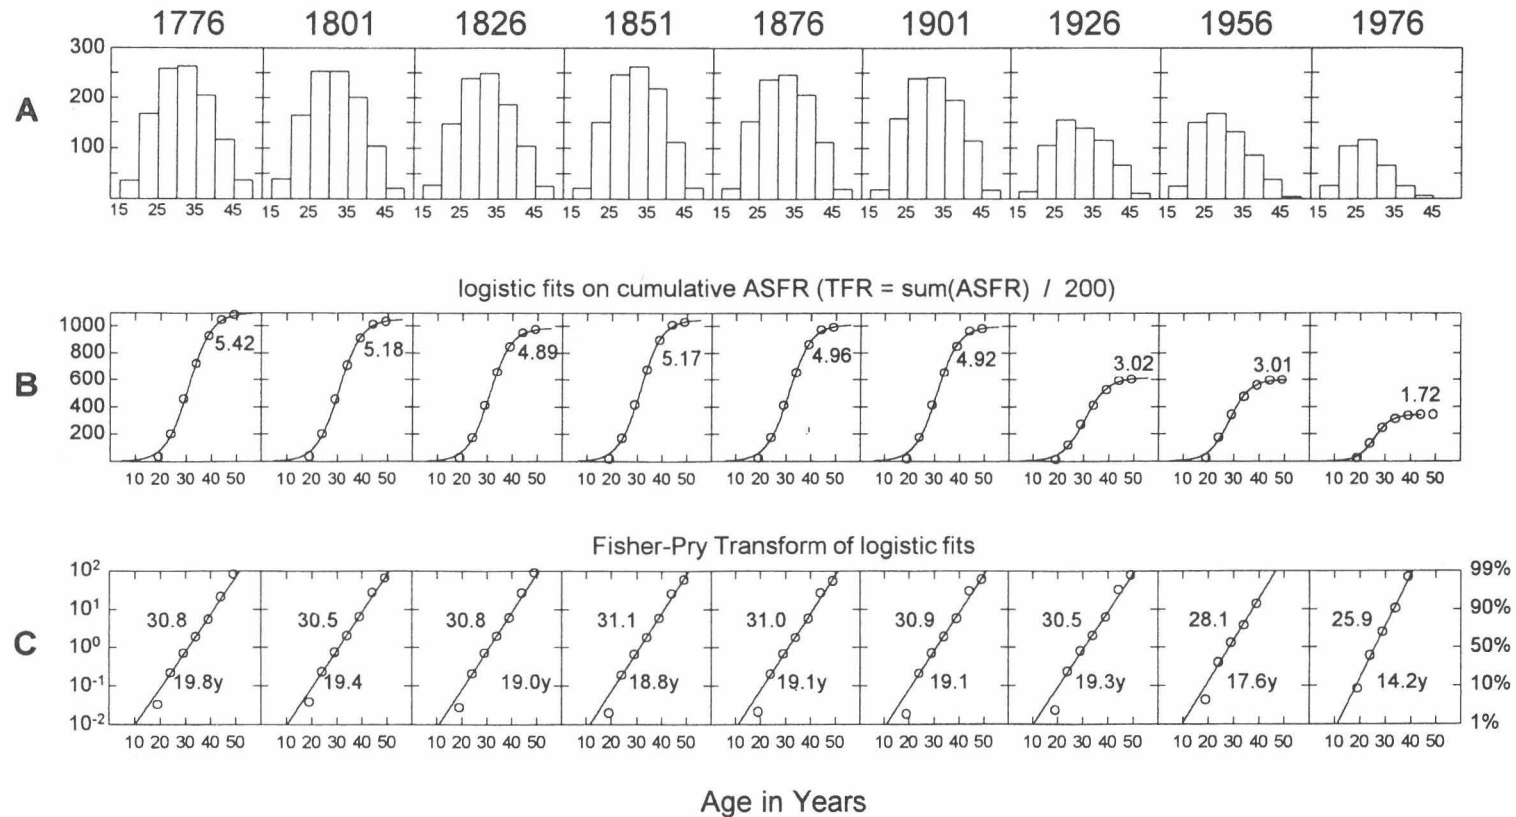 1776 1801 1826 1851 1876 1901 1926 1956 1976
300
200
A
100
15 25 35 45 15 25 35 45 15 25 35 45 15 25 35 45 15 25 35 45 15 25 35 45 15 25 35 45 15 25 35 45 15 25 35 45
logistic fits on cumulative ASFR (TFR = sum(ASFR) / 200)
1000
800
600
400
200
B
5.42 5.18 4.89 5.17 4.96 4.92 3.02 3.01 1.72
10 20 30 40 50 10 20 30 40 50 10 20 30 40 50 10 20 30 40 50 10 20 30 40 50 10 20 30 40 50 10 20 30 40 50 10 20 30 40 50 10 20 30 40 50
Fisher-Pry Transform of logistic fits
10² 99%
10¹ 90%
30.8 30.5 30.8 31.1 31.0 30.9 30.5 28.1 25.9
C
10⁰ 50%
10⁻¹ 19.8y 19.4 19.0y 18.8y 19.1y 19.1 19.3y 17.6y 14.2y 10%
10⁻² 1%
10 20 30 40 50 10 20 30 40 50 10 20 30 40 50 10 20 30 40 50 10 20 30 40 50 10 20 30 40 50 10 20 30 40 50 10 20 30 40 50 10 20 30 40 50
Age in Years